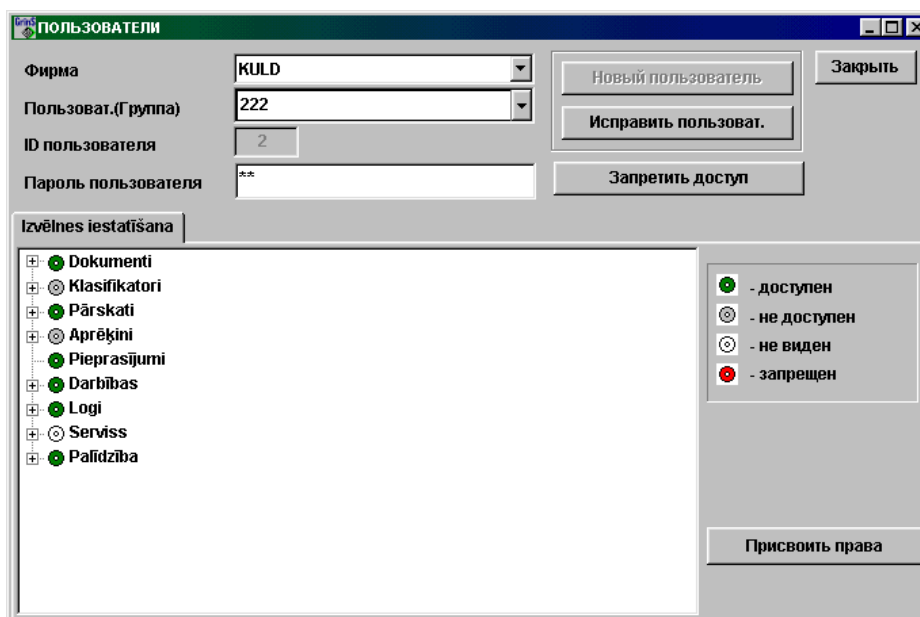 GrinS ПОЛЬЗОВАТЕЛИ
Фирма
KULD
Новый пользователь
Закрыть
Пользоват.(Группа)
222
Исправить пользоват.
ID пользователя
2
Пароль пользователя
**
Запретить доступ
Izvēlnes iestatīšana
Dokumenti
Klasifikatori
Pārskati
Aprēķini
Pieprasījumi
Darbības
Logi
Serviss
Palīdzība
- доступен
- не доступен
- не виден
- запрещен
Присвоить права